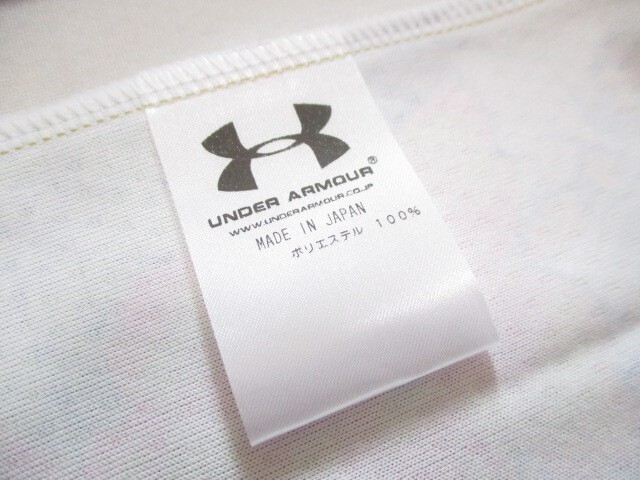 UNDER ARMOUR®
WWW.UNDERARMOUR.CO.JP
MADE IN JAPAN
ポリエステル 100%